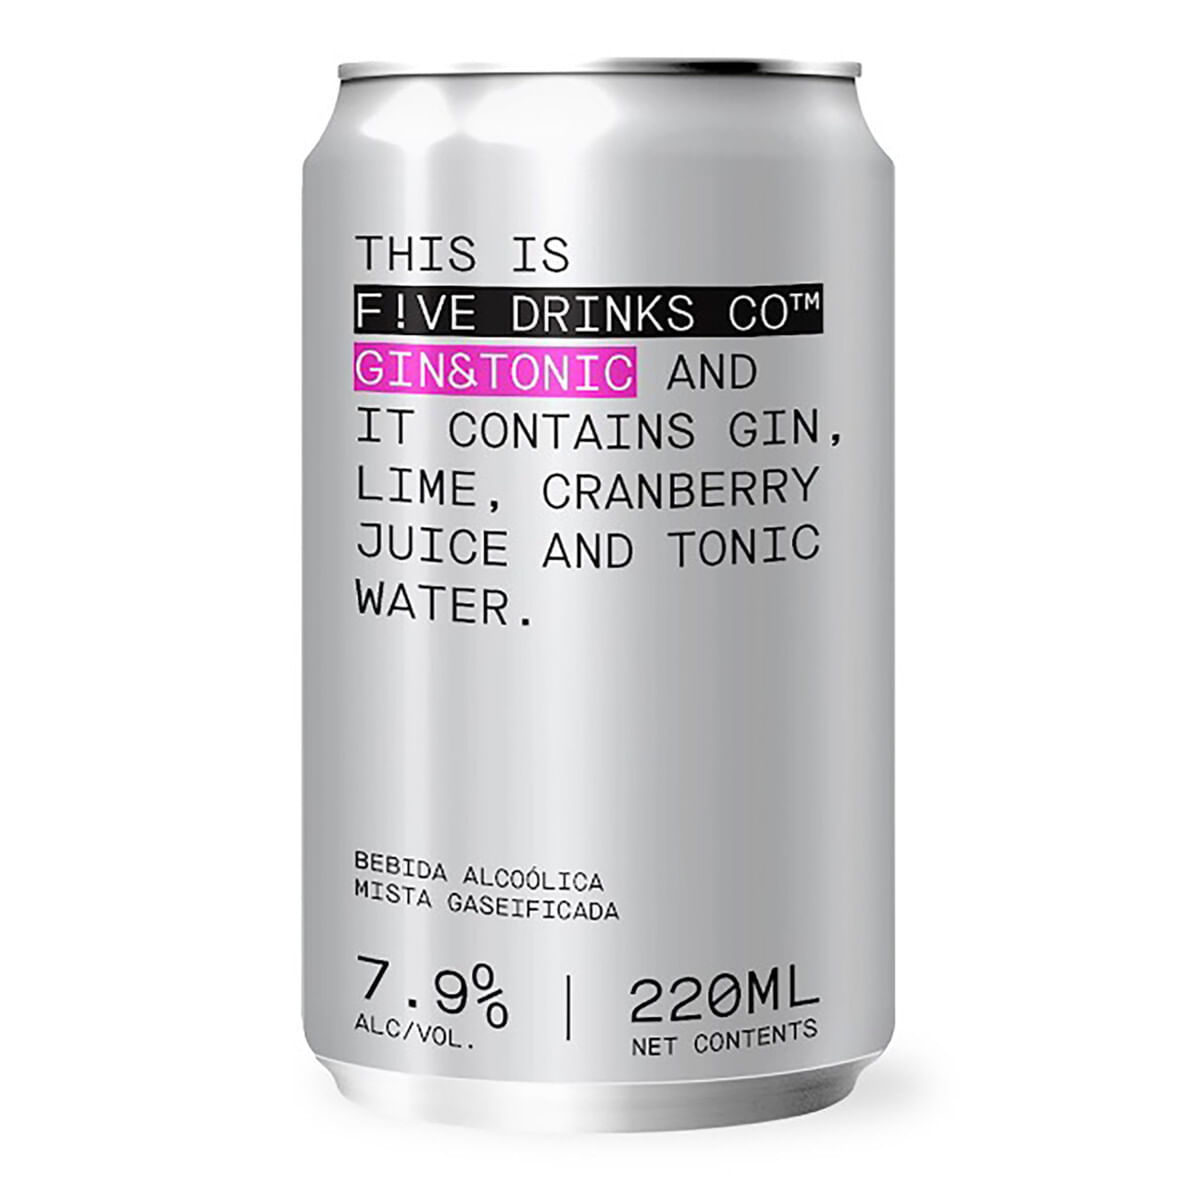 THIS IS
F!VE DRINKS CO™
GIN&TONIC AND
IT CONTAINS GIN,
LIME, CRANBERRY
JUICE AND TONIC
WATER.
BEBIDA ALCOÓLICA
MISTA GASEIFICADA
7.9% | 220ML
ALC/VOL. NET CONTENTS